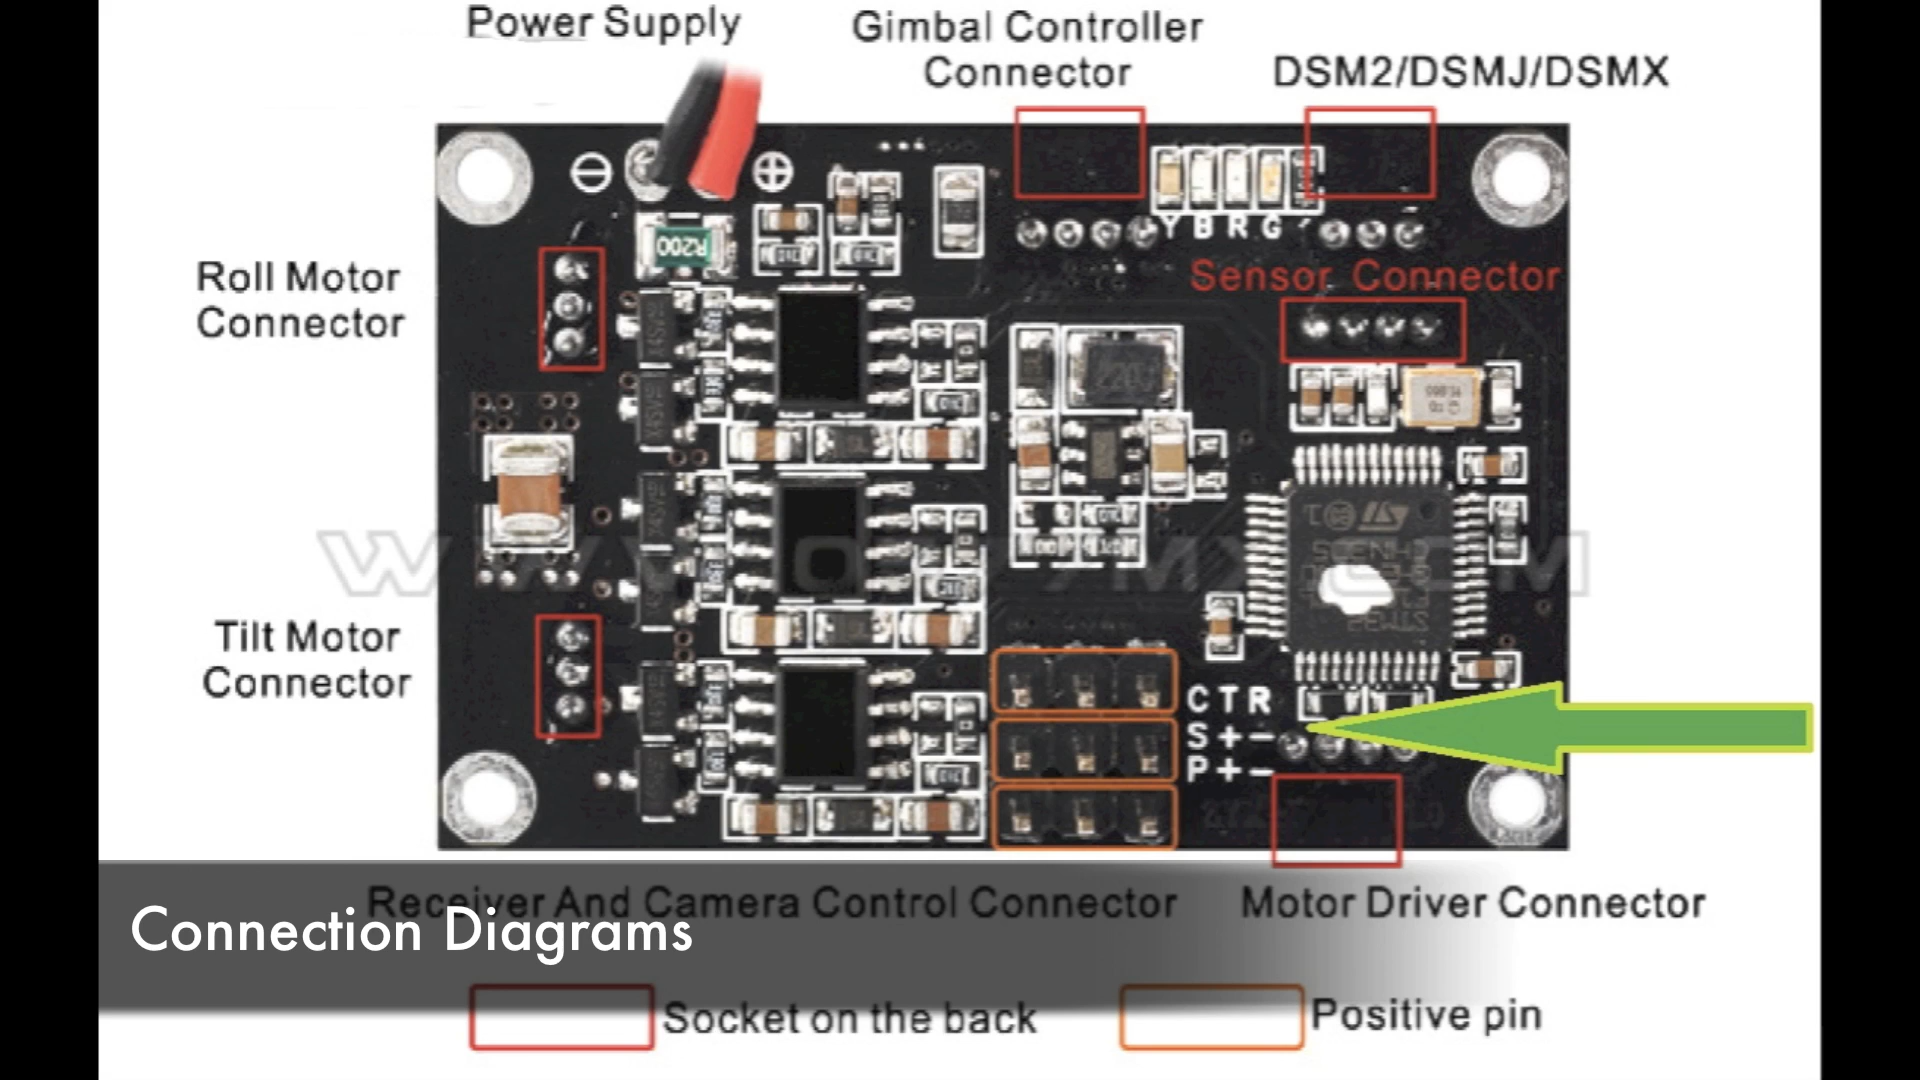 Power Supply
Gimbal Controller
Connector
DSM2/DSMJ/DSMX
R200
Y B R G
Sensor Connector
Roll Motor
Connector
220
Tilt Motor
Connector
C T R
S + -
P + -
Receiver And Camera Control Connector
Motor Driver Connector
Connection Diagrams
Socket on the back
Positive pin